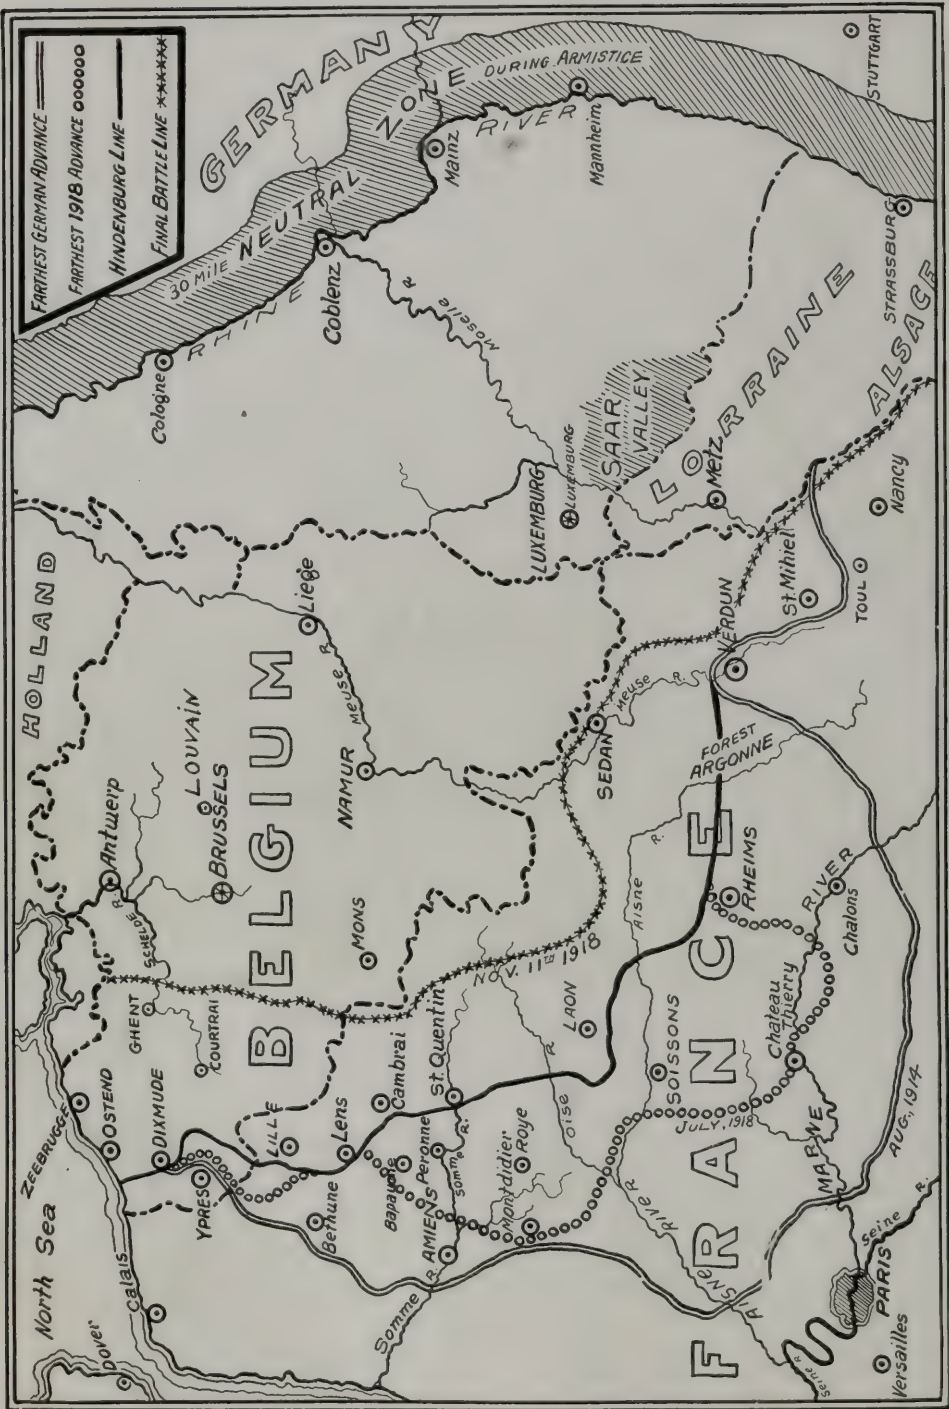 FARTHEST GERMAN ADVANCE
FARTHEST 1918 ADVANCE
HINDENBURG LINE
FINAL BATTLE LINE
GERMANY
30 MILE NEUTRAL ZONE DURING ARMISTICE
RHINE
RIVER
Cologne
Coblenz
Mainz
Mannheim
STUTTGART
STRASSBURG
Moselle R.
SAAR
VALLEY
LORRAINE
ALSACE
LUXEMBURG
LUXEMBURG
Metz
Nancy
TOUL
St. Mihiel
VERDUN
HOLLAND
Liege
Meuse R.
NAMUR
LOUVAIN
BRUSSELS
Antwerp
SCHELDE R.
BELGIUM
MONS
GHENT
COURTRAI
SEDAN
Meuse R.
FOREST
ARGONNE
NOV. 11TH 1918
Aisne R.
RHEIMS
RIVER
Chalons
FRANCE
LAON
SOISSONS
Chateau
Thierry
JULY, 1918
MARNE
AUG., 1914
North Sea
ZEEBRUGGE
OSTEND
DIXMUDE
YPRES
LILLE
Lens
Cambrai
St. Quentin
Bethune
Bapaume
Peronne
Somme R.
AMIENS
Montdidier
Roye
Oise R.
AISNE RIVER
Somme R.
Dover
Calais
Seine R.
PARIS
Versailles
Seine R.